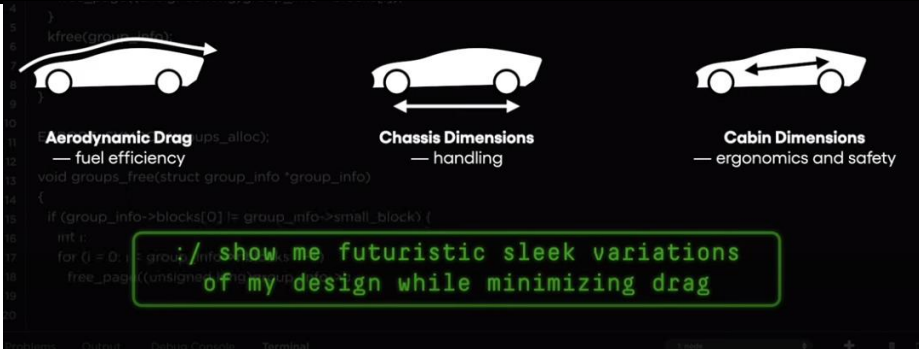 kfree(group_info);
Aerodynamic Drag
— fuel efficiency
Chassis Dimensions
— handling
Cabin Dimensions
— ergonomics and safety
void groups_free(struct group_info *group_info)
{
if (group_info->blocks[0] != group_info->small_block) {
:/ show me futuristic sleek variations
of my design while minimizing drag
Problems Output Debug Console Terminal